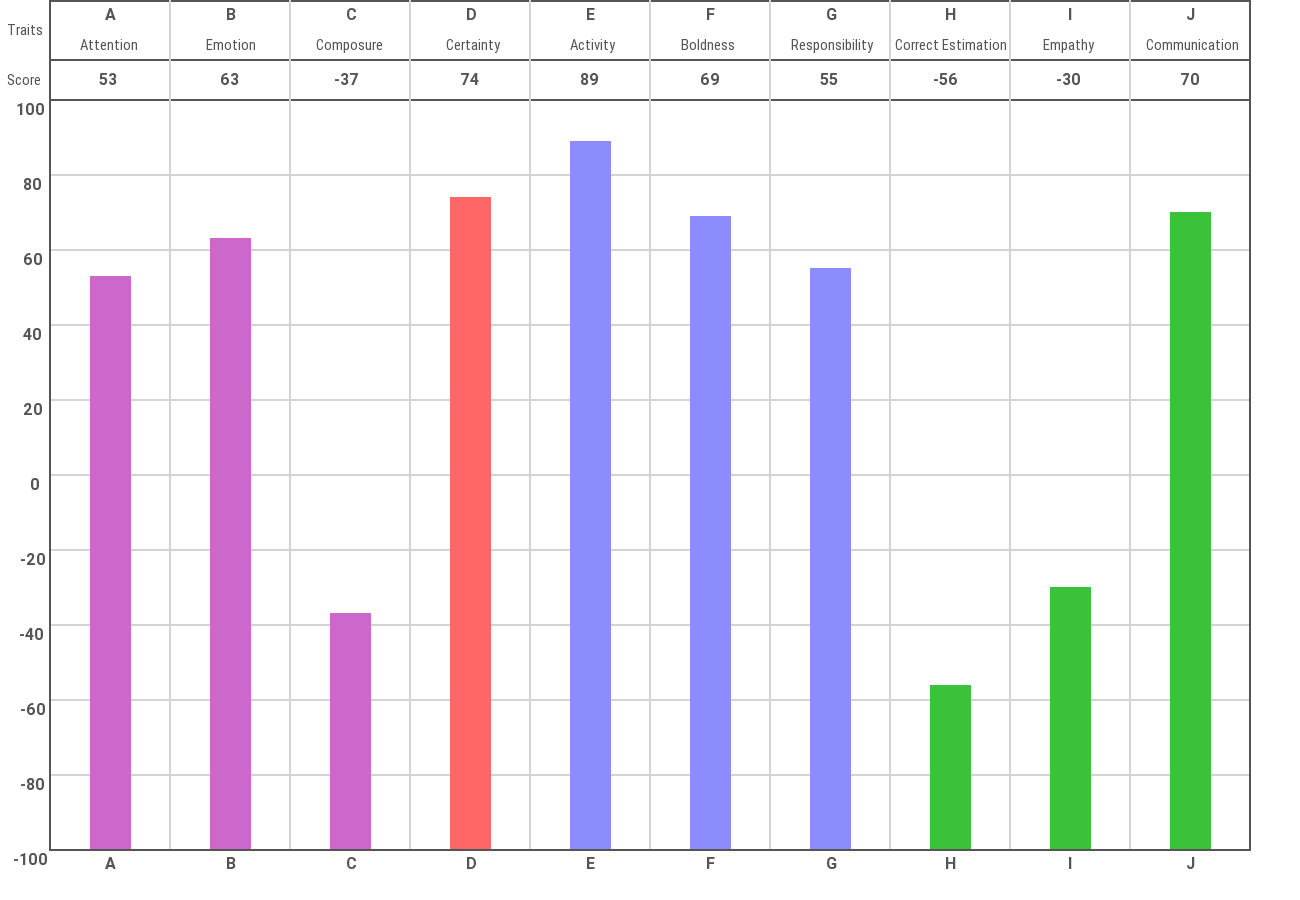 A B C D E F G H I J
Traits
Attention Emotion Composure Certainty Activity Boldness Responsibility Correct Estimation Empathy Communication
Score 53 63 -37 74 89 69 55 -56 -30 70
100
80
60
40
20
0
-20
-40
-60
-80
-100
A B C D E F G H I J